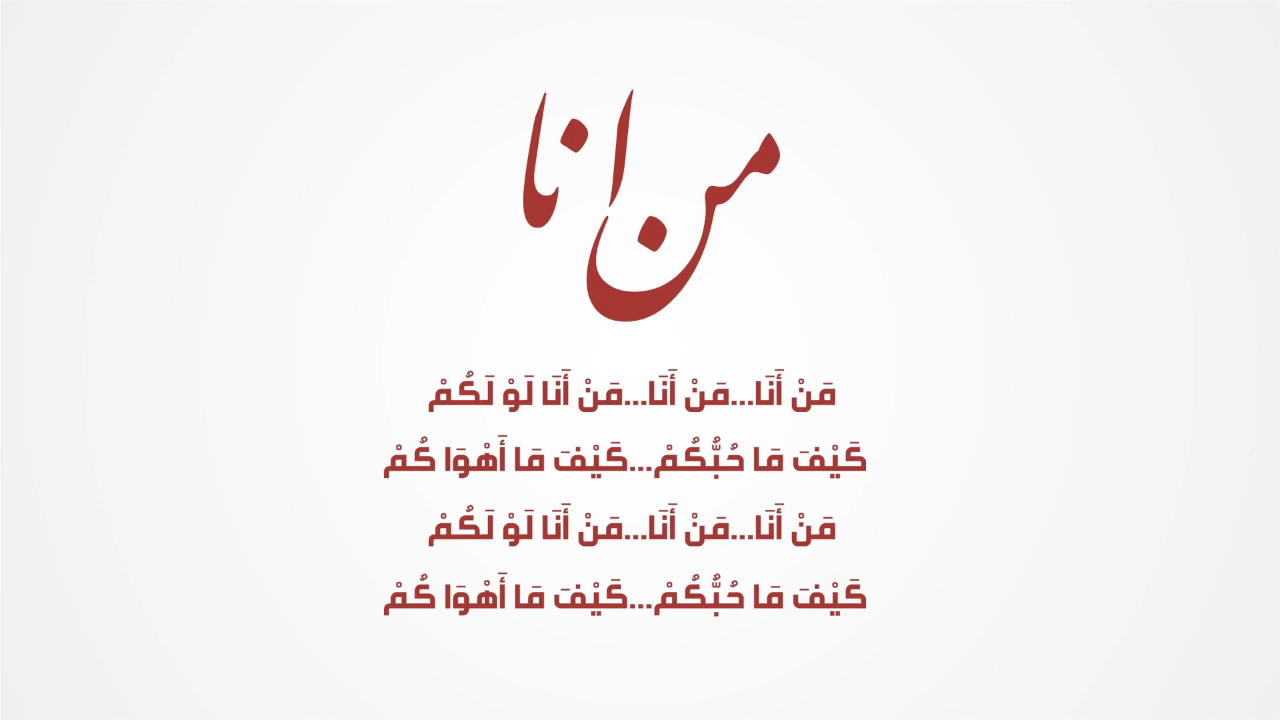 من انا
مَنْ أَنَا...مَنْ أَنَا...مَنْ أَنَا لَوْ لَكُمْ
كَيْفَ مَا حُبُّكُمْ...كَيْفَ مَا أَهْوَا كُمْ
مَنْ أَنَا...مَنْ أَنَا...مَنْ أَنَا لَوْ لَكُمْ
كَيْفَ مَا حُبُّكُمْ...كَيْفَ مَا أَهْوَا كُمْ